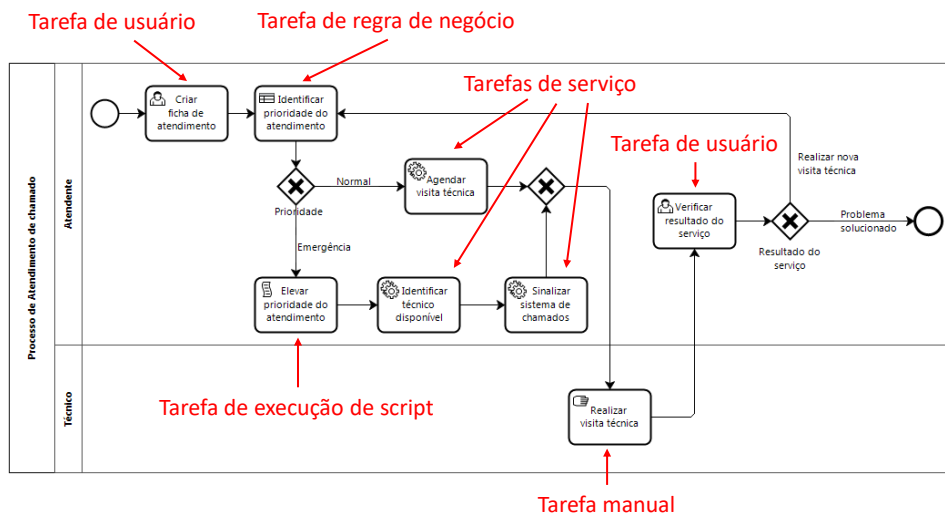 Tarefa de usuário
Tarefa de regra de negócio
Tarefas de serviço
Tarefa de usuário
Processo de Atendimento de chamado
Atendente
Criar
ficha de
atendimento
Identificar
prioridade do
atendimento
Prioridade
Normal
Agendar
visita técnica
Emergência
Elevar
prioridade do
atendimento
Identificar
técnico
disponível
Sinalizar
sistema de
chamados
Verificar
resultado do
serviço
Realizar nova
visita técnica
Resultado do
serviço
Problema
solucionado
Técnico
Realizar
visita técnica
Tarefa de execução de script
Tarefa manual